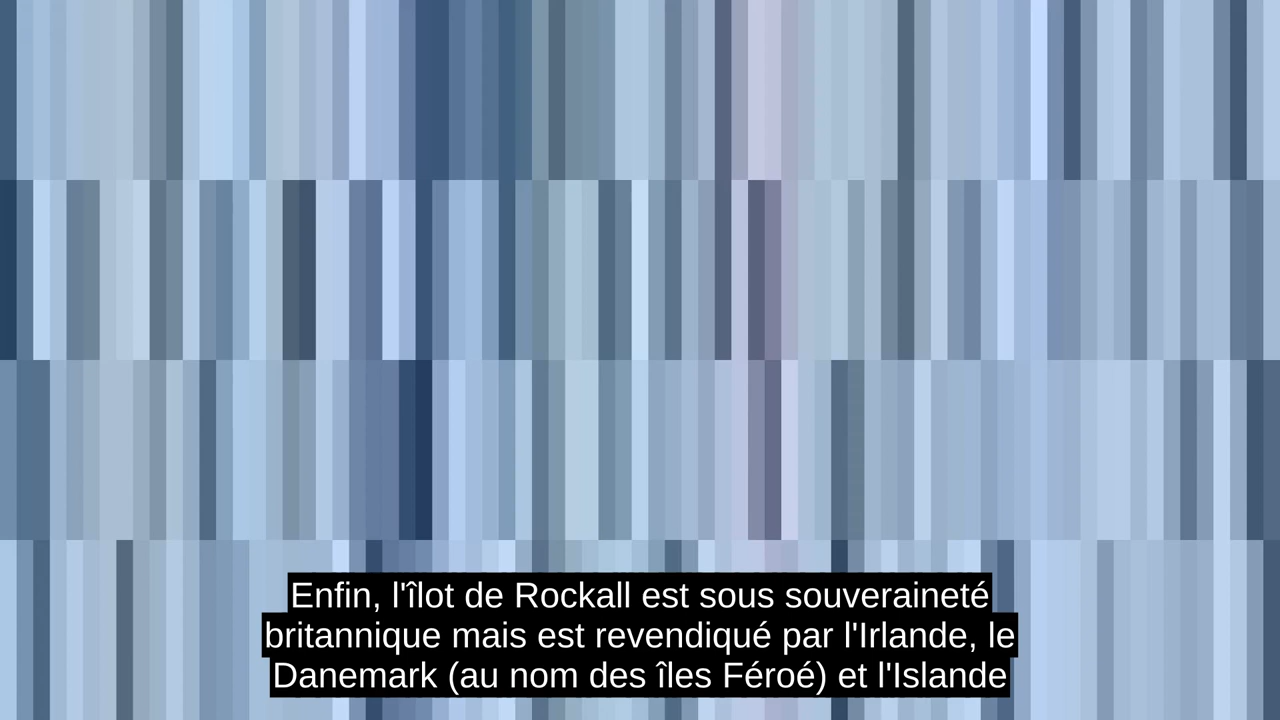 Enfin, l'îlot de Rockall est sous souveraineté
britannique mais est revendiqué par l'Irlande, le
Danemark (au nom des îles Féroé) et l'Islande